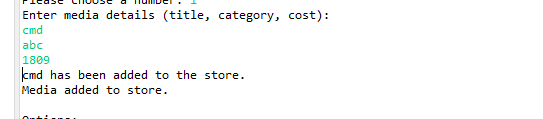 Please choose a number: 1
Enter media details (title, category, cost):
cmd
abc
1809
cmd has been added to the store.
Media added to store.
Options: